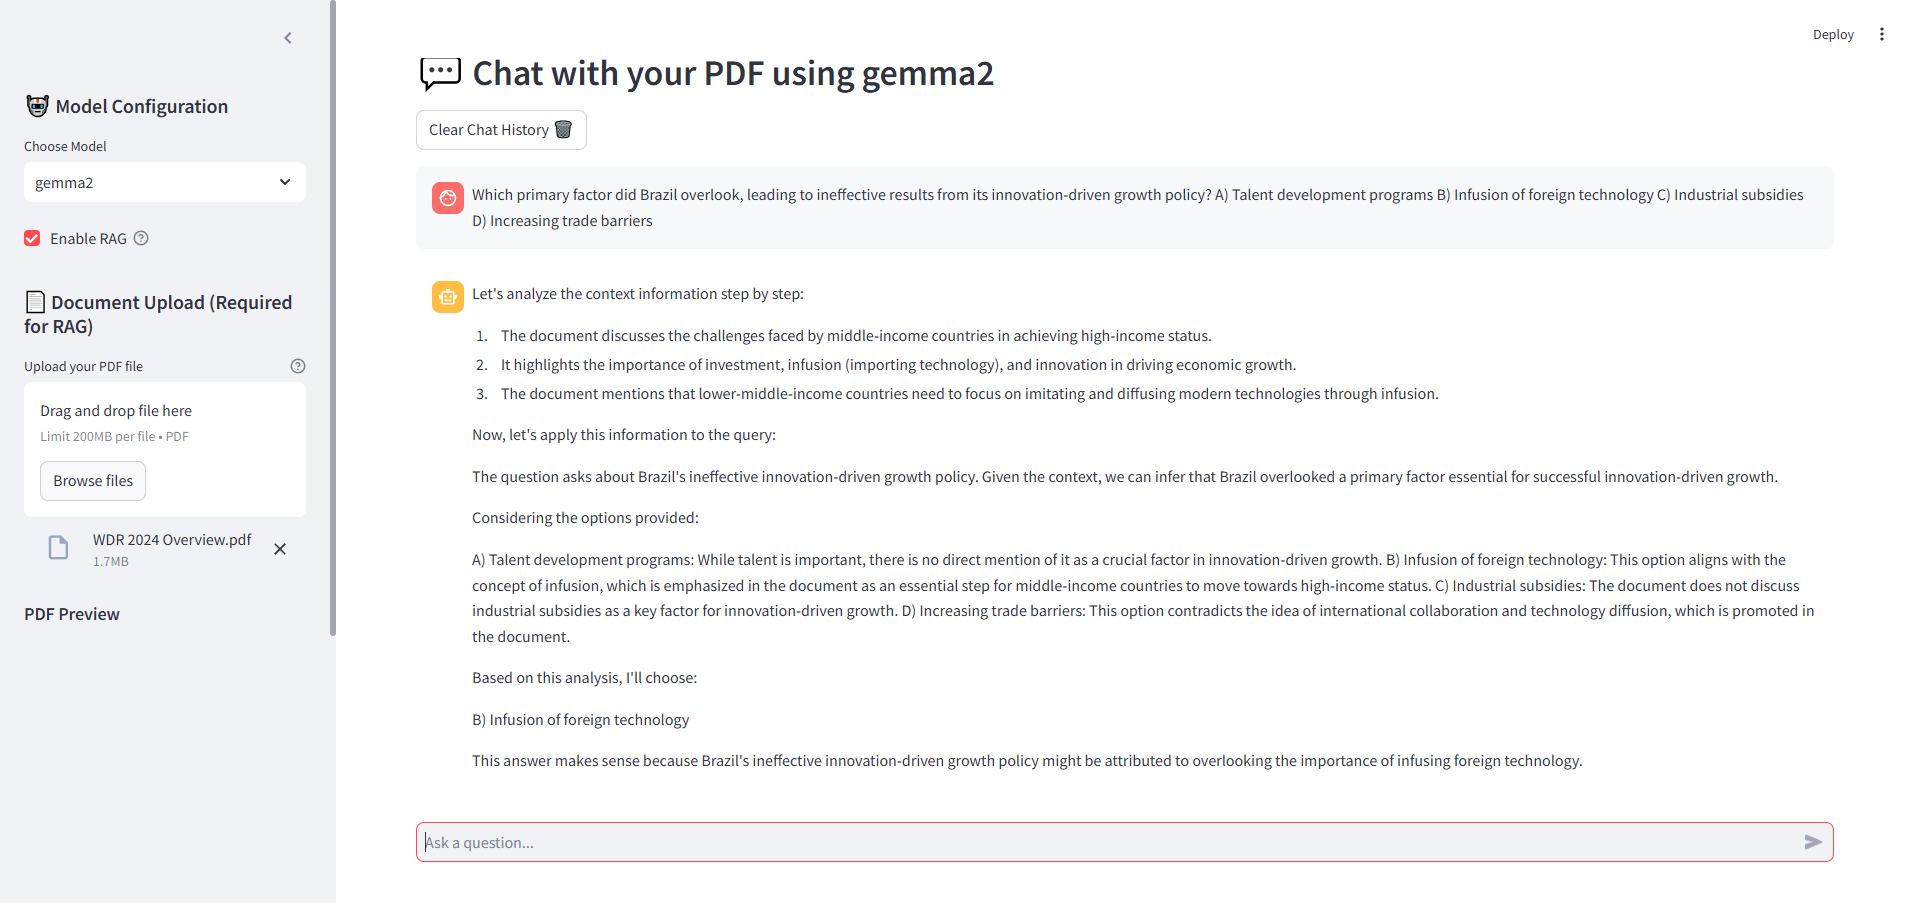 Deploy
Model Configuration
Choose Model
gemma2
Enable RAG
Document Upload (Required
for RAG)
Upload your PDF file
Drag and drop file here
Limit 200MB per file • PDF
Browse files
WDR 2024 Overview.pdf
1.7MB
PDF Preview
Chat with your PDF using gemma2
Clear Chat History
Which primary factor did Brazil overlook, leading to ineffective results from its innovation-driven growth policy? A) Talent development programs B) Infusion of foreign technology C) Industrial subsidies
D) Increasing trade barriers
Let's analyze the context information step by step:
1. The document discusses the challenges faced by middle-income countries in achieving high-income status.
2. It highlights the importance of investment, infusion (importing technology), and innovation in driving economic growth.
3. The document mentions that lower-middle-income countries need to focus on imitating and diffusing modern technologies through infusion.
Now, let's apply this information to the query:
The question asks about Brazil's ineffective innovation-driven growth policy. Given the context, we can infer that Brazil overlooked a primary factor essential for successful innovation-driven growth.
Considering the options provided:
A) Talent development programs: While talent is important, there is no direct mention of it as a crucial factor in innovation-driven growth. B) Infusion of foreign technology: This option aligns with the
concept of infusion, which is emphasized in the document as an essential step for middle-income countries to move towards high-income status. C) Industrial subsidies: The document does not discuss
industrial subsidies as a key factor for innovation-driven growth. D) Increasing trade barriers: This option contradicts the idea of international collaboration and technology diffusion, which is promoted in
the document.
Based on this analysis, I'll choose:
B) Infusion of foreign technology
This answer makes sense because Brazil's ineffective innovation-driven growth policy might be attributed to overlooking the importance of infusing foreign technology.
Ask a question...